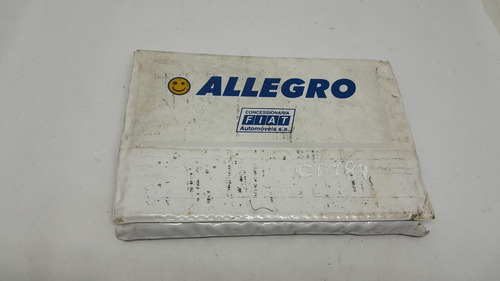 ALLEGRO
CONCESSIONÁRIA
FIAT
Automóveis s.a.